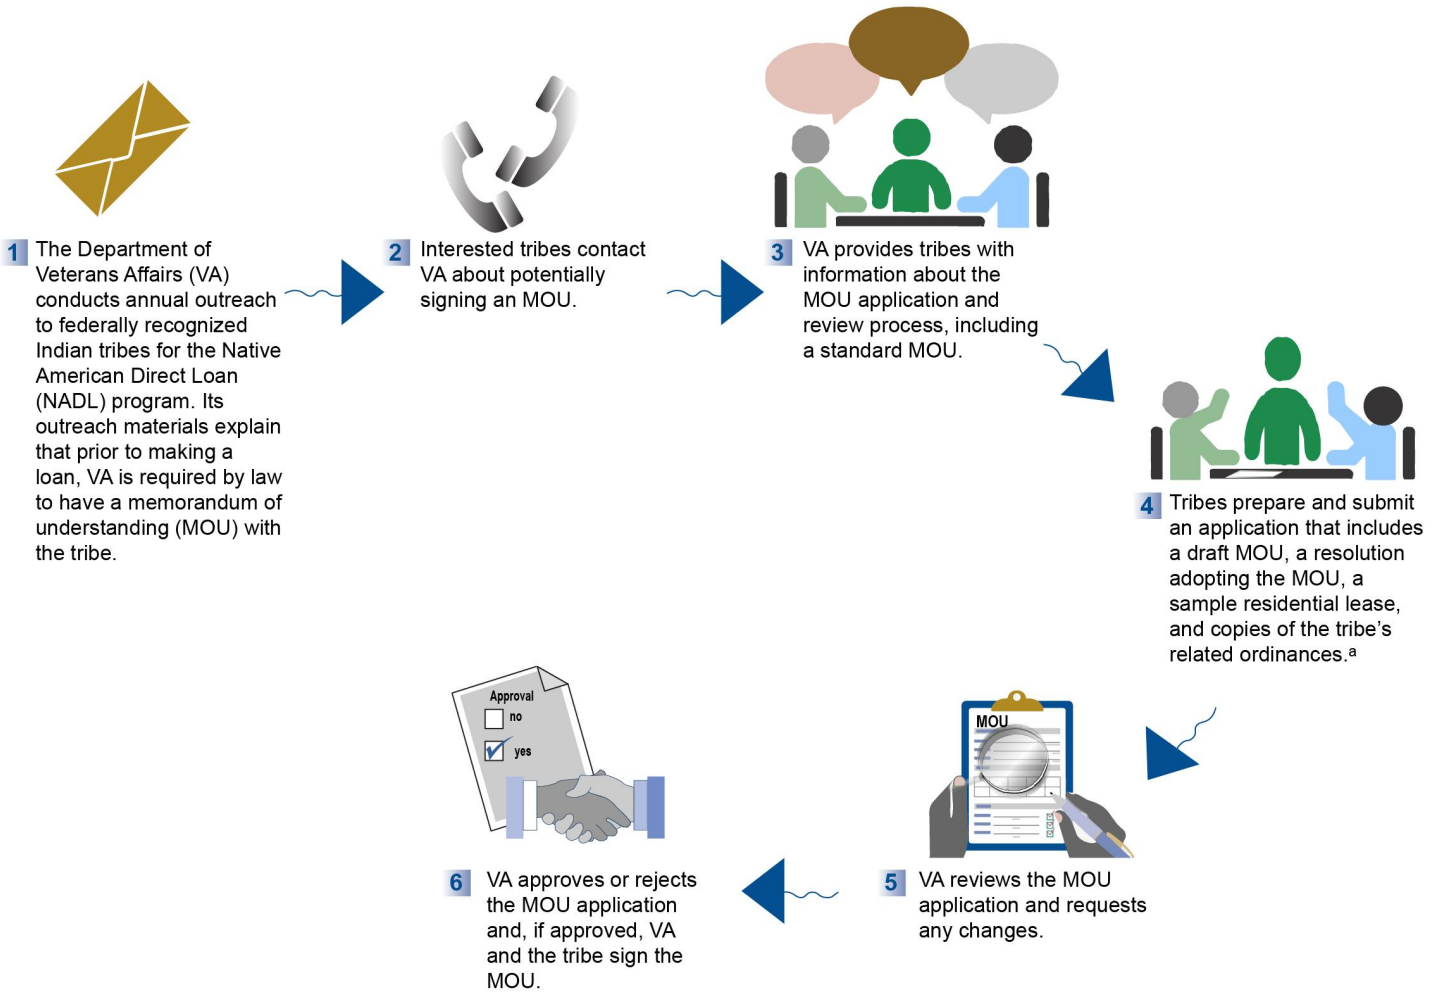 1
The Department of
Veterans Affairs (VA)
conducts annual outreach
to federally recognized
Indian tribes for the Native
American Direct Loan
(NADL) program. Its
outreach materials explain
that prior to making a
loan, VA is required by law
to have a memorandum of
understanding (MOU) with
the tribe.
2
Interested tribes contact
VA about potentially
signing an MOU.
3
VA provides tribes with
information about the
MOU application and
review process, including
a standard MOU.
4
Tribes prepare and submit
an application that includes
a draft MOU, a resolution
adopting the MOU, a
sample residential lease,
and copies of the tribe’s
related ordinances.ᵃ
MOU
5
VA reviews the MOU
application and requests
any changes.
Approval
no
yes
6
VA approves or rejects
the MOU application
and, if approved, VA
and the tribe sign the
MOU.